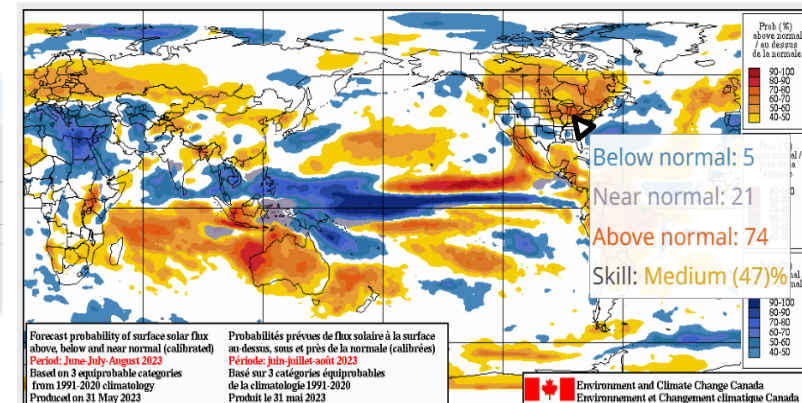 Prob (%)
above normal
/ au dessus
de la normale
90-100
80-90
70-80
60-70
50-60
40-50
Below normal: 5
Near normal: 21
Above normal: 74
Skill: Medium (47)%
90-100
80-90
70-80
60-70
50-60
40-50
Forecast probability of surface solar flux
above, below and near normal (calibrated)
Period: June-July-August 2023
Based on 3 equiprobable categories
from 1991-2020 climatology
Produced on 31 May 2023
Probabilités prévues de flux solaire à la surface
au-dessus, sous et près de la normale (calibrées)
Période: juin-juillet-août 2023
Basé sur 3 catégories équiprobables
de la climatologie 1991-2020
Produit le 31 mai 2023
Environment and Climate Change Canada
Environnement et Changement climatique Canada